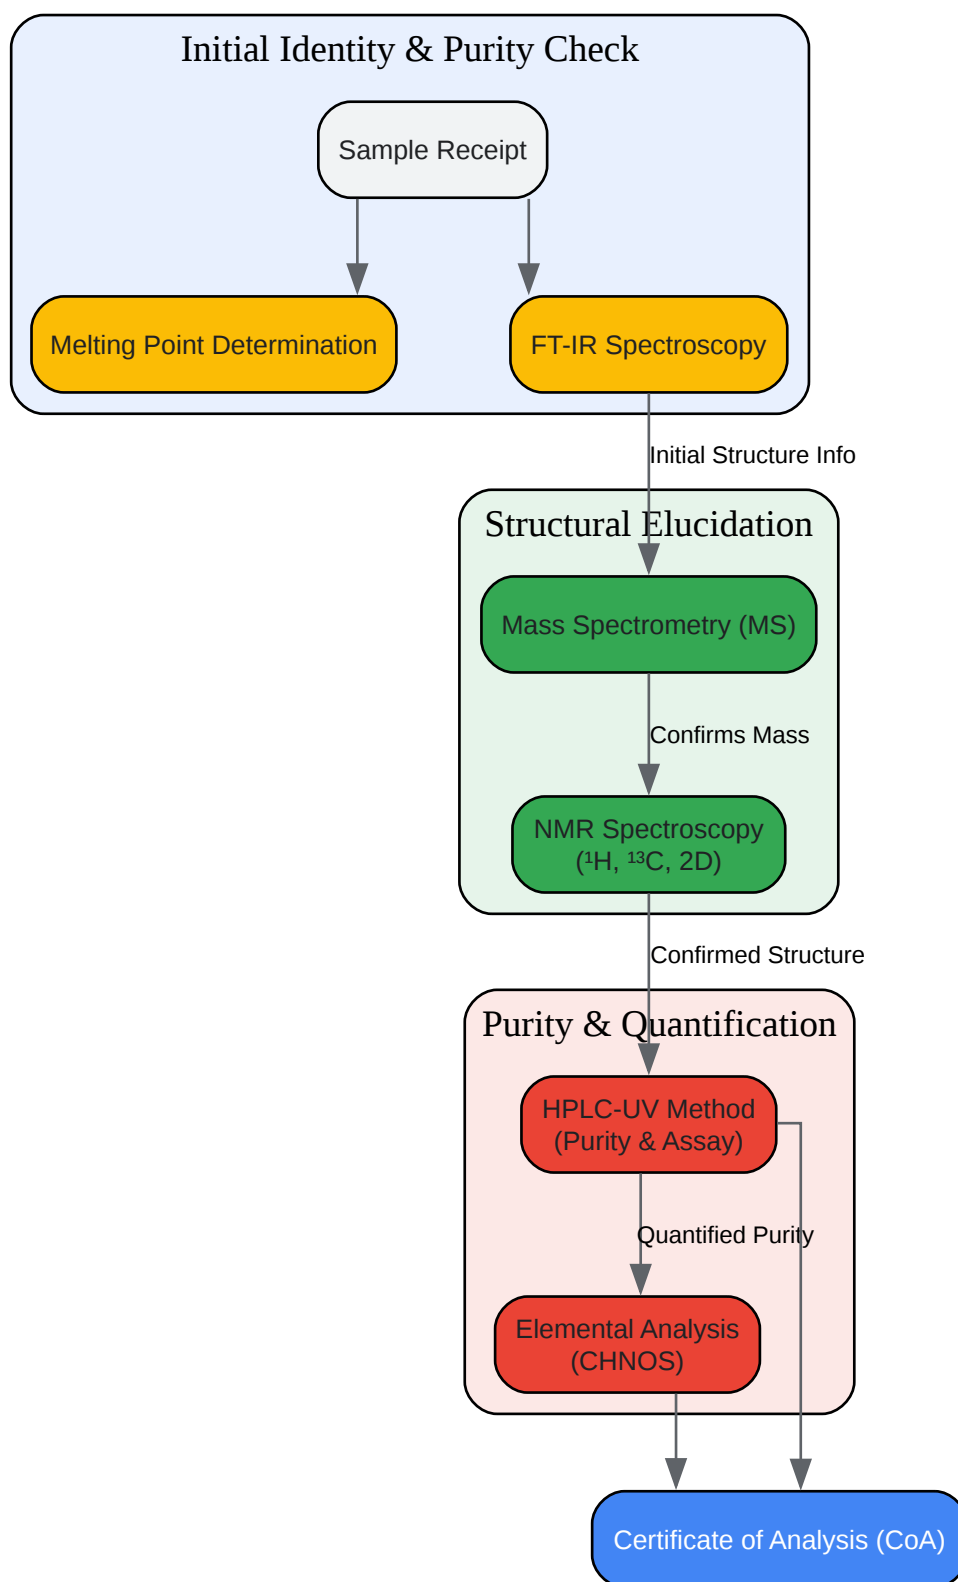 Initial Identity & Purity Check
Sample Receipt
Melting Point Determination
FT-IR Spectroscopy
Initial Structure Info
Structural Elucidation
Mass Spectrometry (MS)
Confirms Mass
NMR Spectroscopy
(¹H, ¹³C, 2D)
Confirmed Structure
Purity & Quantification
HPLC-UV Method
(Purity & Assay)
Quantified Purity
Elemental Analysis
(CHNOS)
Certificate of Analysis (CoA)